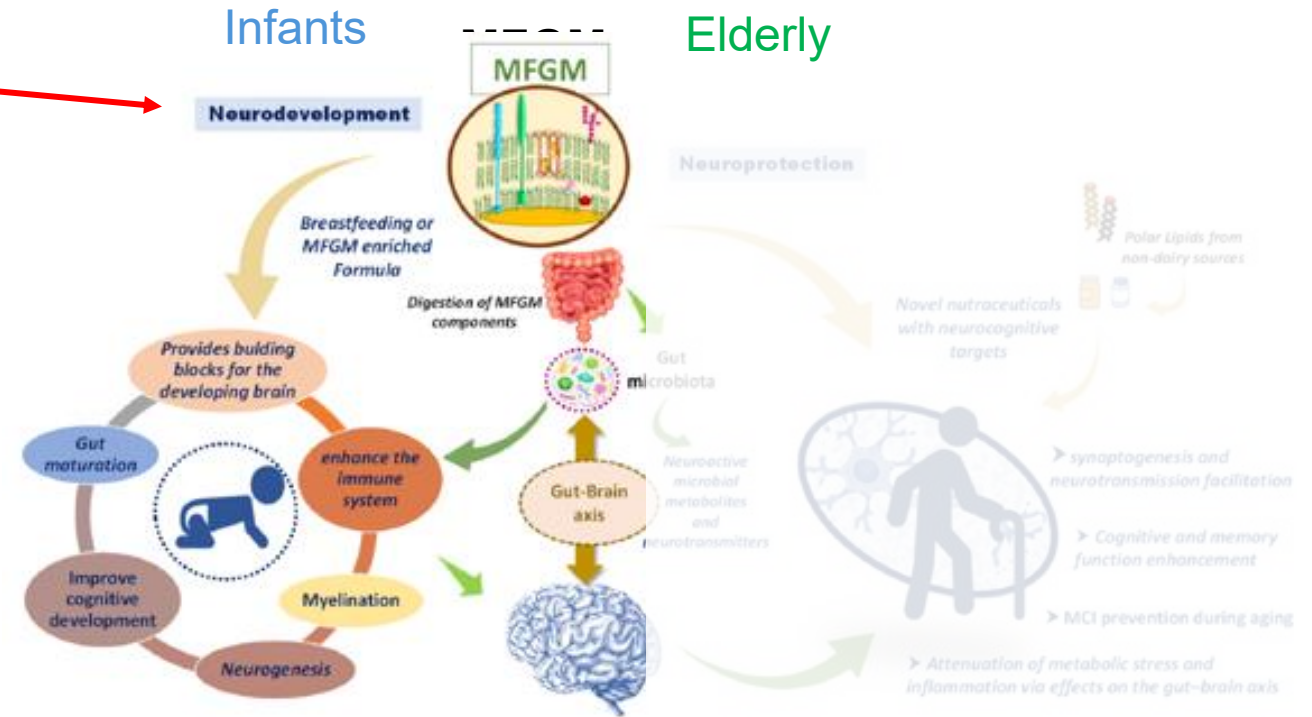 Infants
Elderly
MFGM
Neurodevelopment
Breastfeeding or
MFGM enriched
Formula
Digestion of MFGM
components
Provides bulding
blocks for the
developing brain
Gut
maturation
enhance the
immune
system
Improve
cognitive
development
Myelination
Neurogenesis
Gut-Brain
axis
Neuroprotection
Polar Lipids from
non-dairy sources
Novel nutraceuticals
with neurocognitive
targets
Gut
microbiota
Neuroactive
microbial
metabolites
and
neurotransmitters
➤ synoptogenesis and
neurotransmission facilitation
➤ Cognitive and memory
function enhancement
➤ MCI prevention during aging
➤ Attenuation of metabolic stress and
inflammation via effects on the gut–brain axis